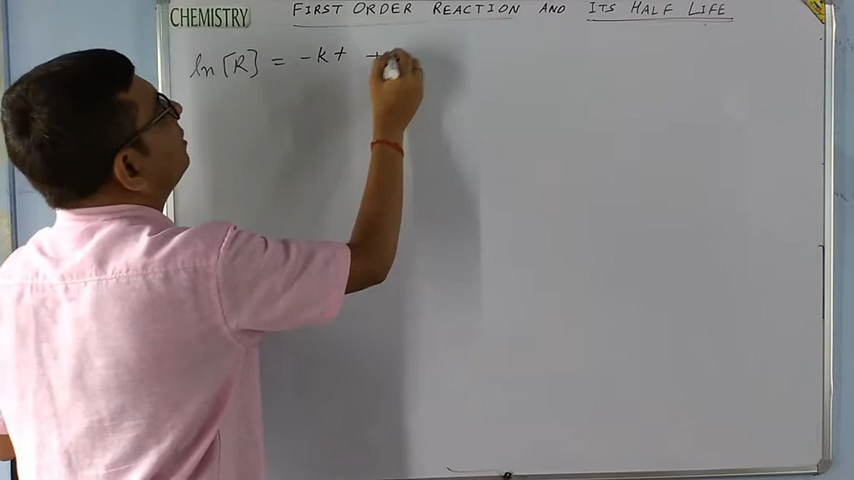 CHEMISTRY
FIRST ORDER REACTION AND ITS HALF LIFE
ln [R] = -kt +